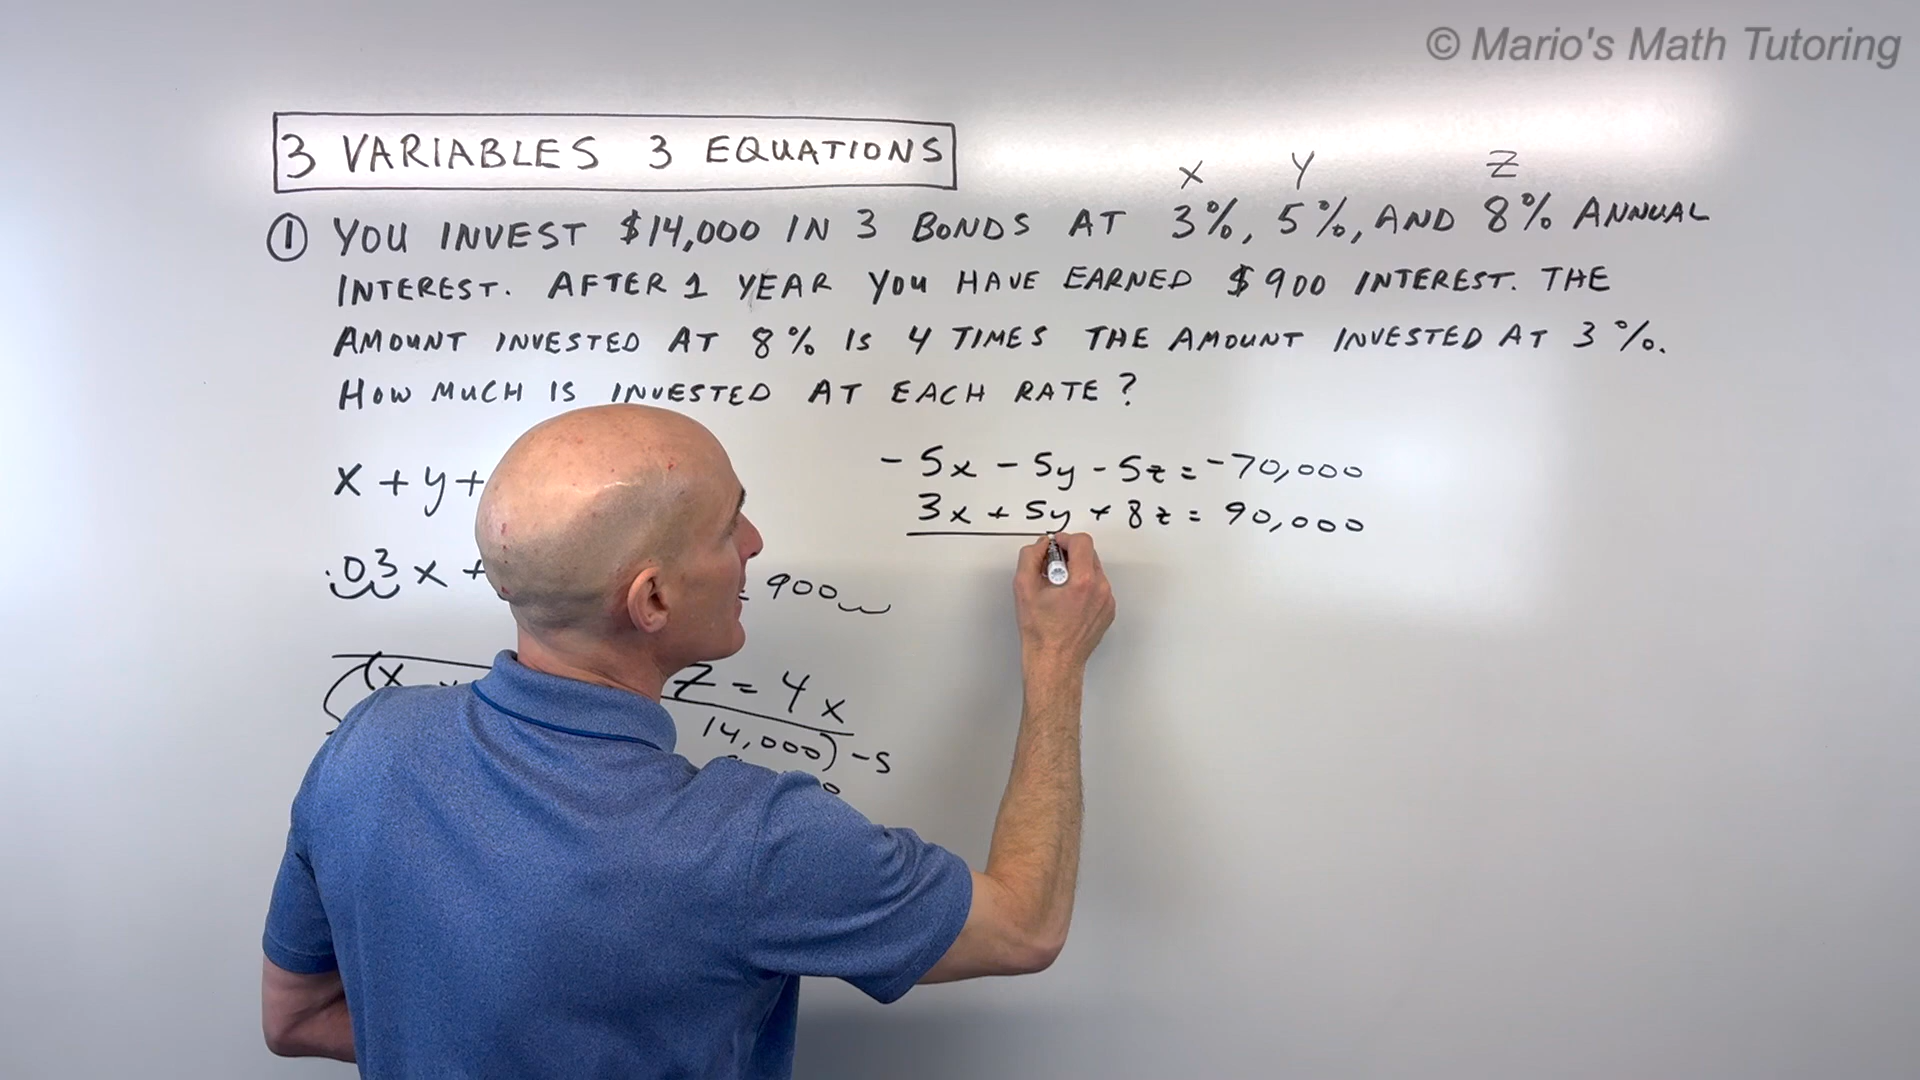 © Mario's Math Tutoring
3 VARIABLES 3 EQUATIONS
X Y Z
① YOU INVEST $14,000 IN 3 BONDS AT 3%, 5%, AND 8% ANNUAL
INTEREST. AFTER 1 YEAR YOU HAVE EARNED $900 INTEREST. THE
AMOUNT INVESTED AT 8% IS 4 TIMES THE AMOUNT INVESTED AT 3%.
HOW MUCH IS INVESTED AT EACH RATE?
x + y +
.03x + = 900
z = 4x
(x 14,000) -5
-5x - 5y - 5z = -70,000
3x + 5y + 8z = 90,000